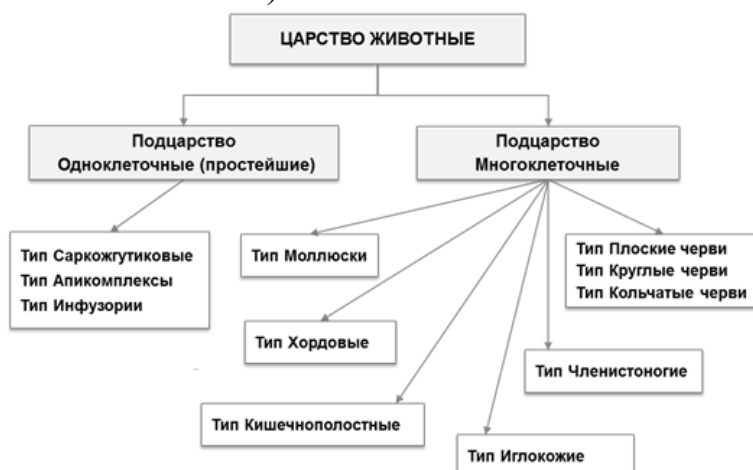 )
ЦАРСТВО ЖИВОТНЫЕ
Подцарство
Одноклеточные (простейшие)
Подцарство
Многоклеточные
Тип Саркожгутиковые
Тип Апикомплексы
Тип Инфузории
Тип Моллюски
Тип Плоские черви
Тип Круглые черви
Тип Кольчатые черви
Тип Хордовые
Тип Членистоногие
Тип Кишечнополостные
Тип Иглокожие